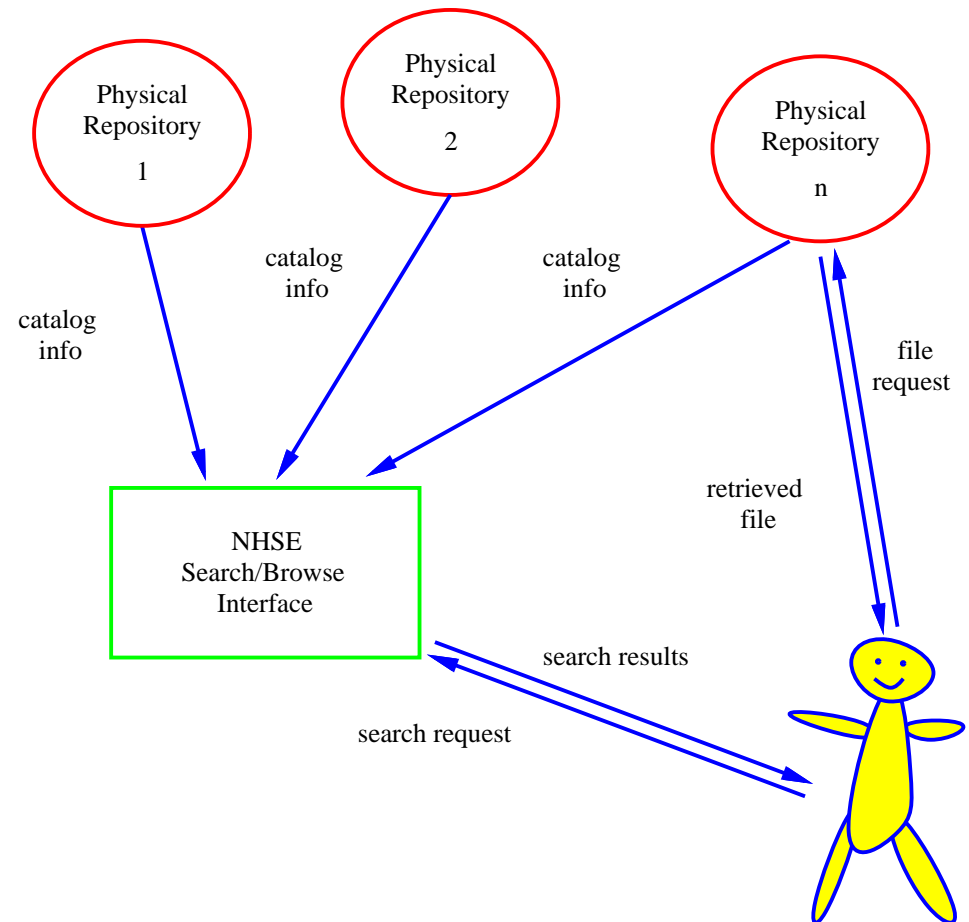 Physical
Repository
1
Physical
Repository
2
Physical
Repository
n
catalog
info
catalog
info
catalog
info
file
request
retrieved
file
NHSE
Search/Browse
Interface
search results
search request